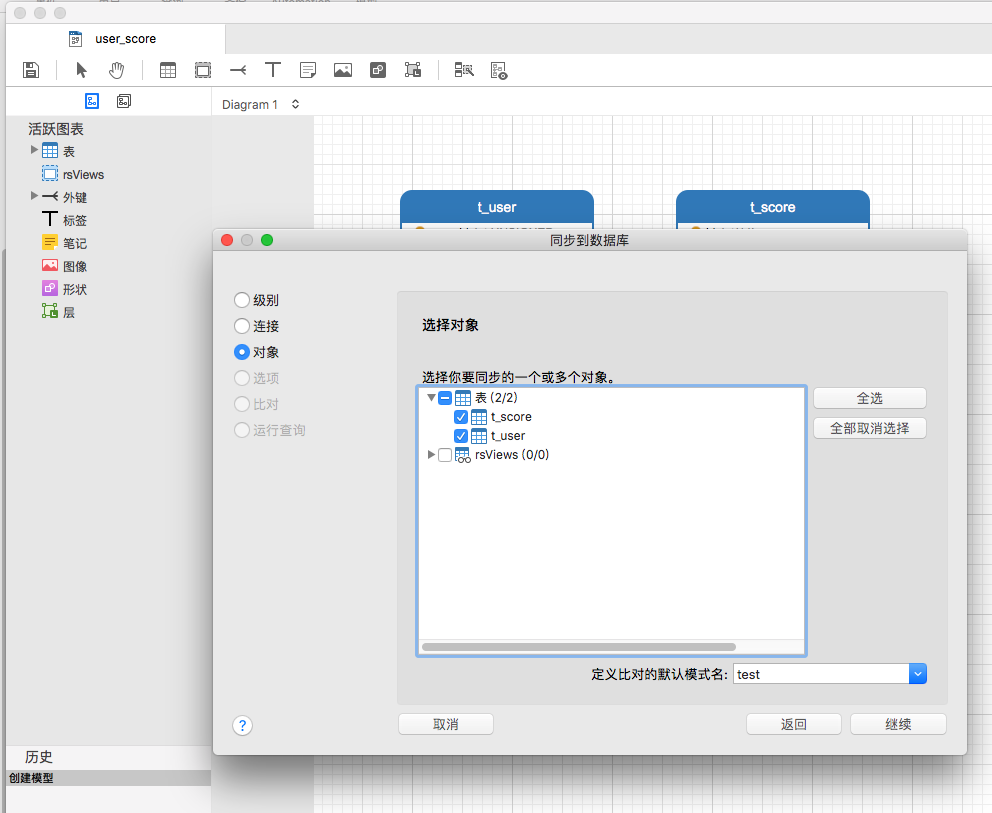 user_score
Diagram 1
活跃图表
表
rsViews
外键
标签
笔记
图像
形状
层
t_user
t_score
同步到数据库
级别
连接
对象
选项
比对
运行查询
选择对象
选择你要同步的一个或多个对象。
表 (2/2)
t_score
t_user
rsViews (0/0)
全选
全部取消选择
定义比对的默认模式名:
test
?
取消
返回
继续
历史
创建模型